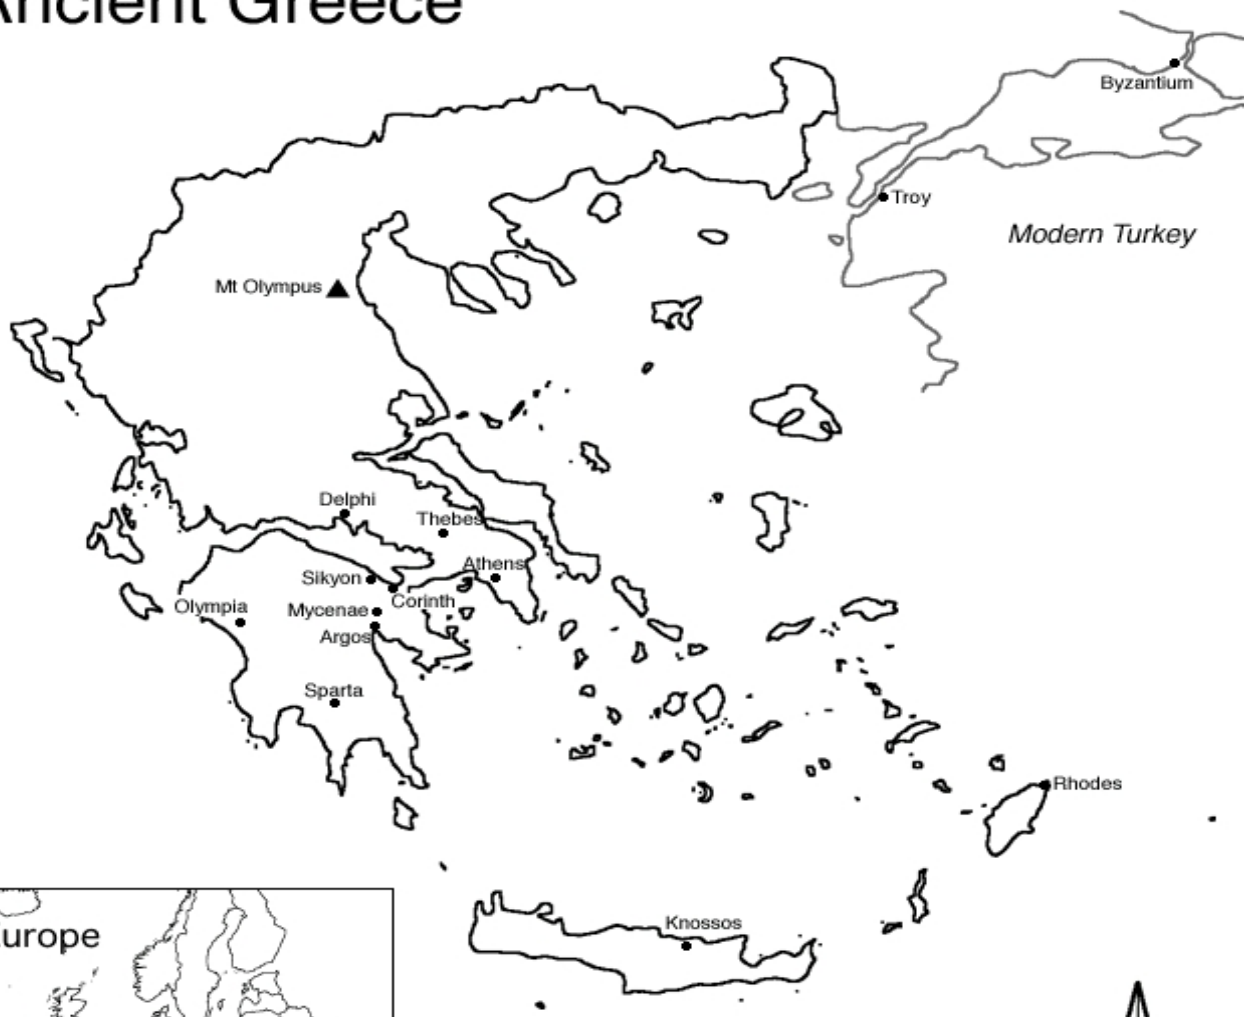 Ancient Greece
Byzantium
Troy
Modern Turkey
Mt Olympus
Delphi
Thebes
Athens
Sikyon
Corinth
Olympia
Mycenae
Argos
Sparta
Rhodes
Knossos
Europe